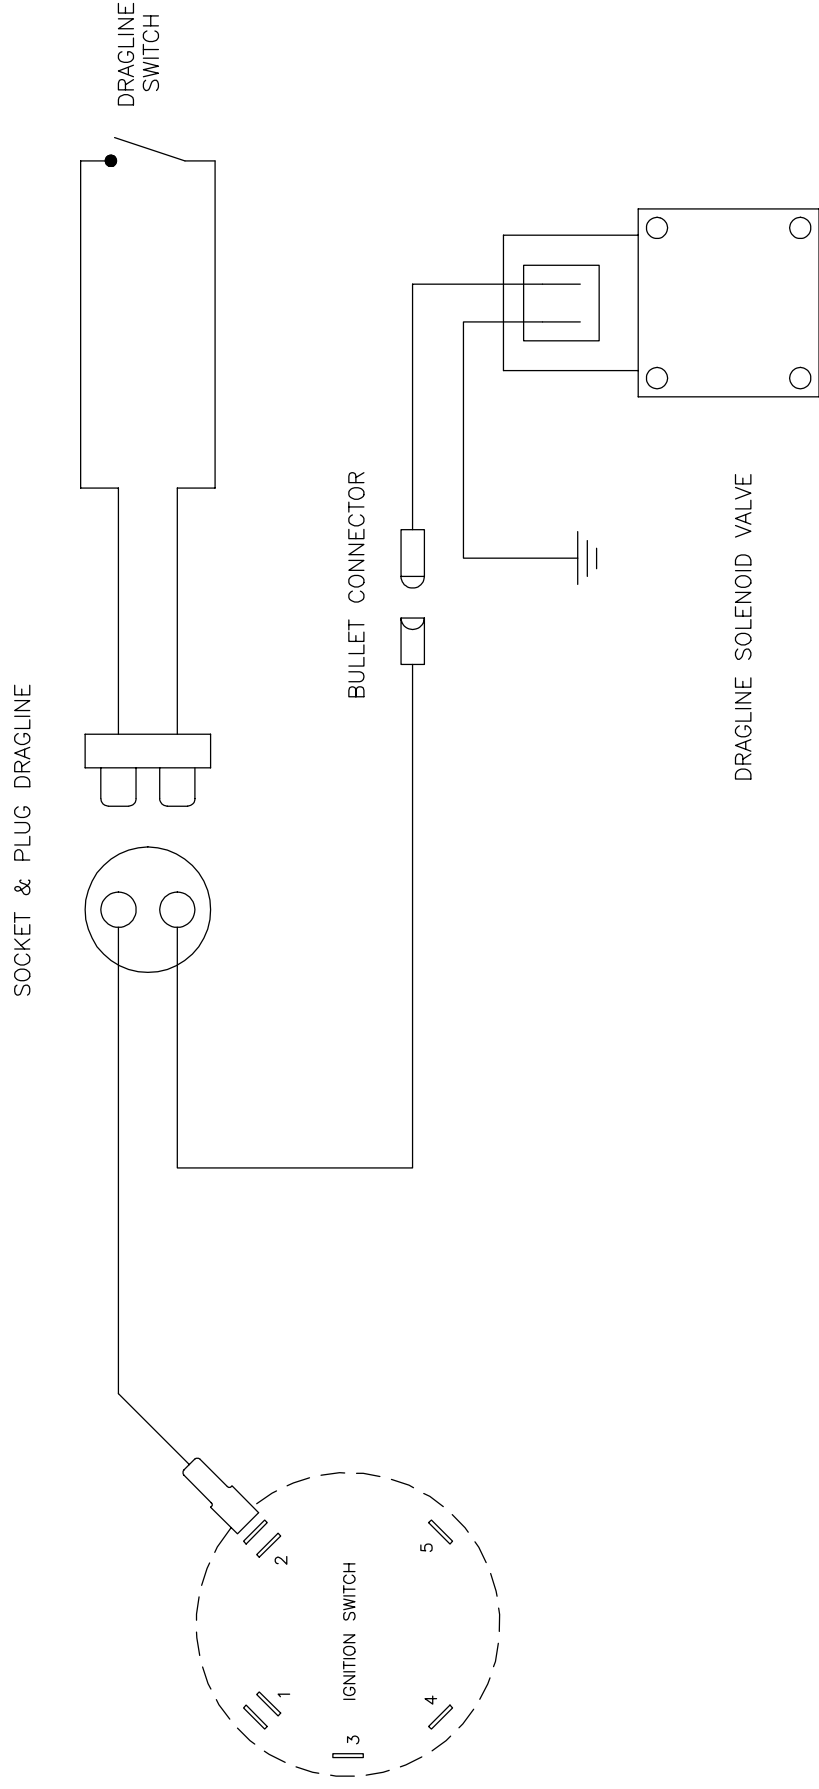 SOCKET & PLUG DRAGLINE
DRAGLINE
SWITCH
BULLET CONNECTOR
DRAGLINE SOLENOID VALVE
IGNITION SWITCH
1
2
3
4
5